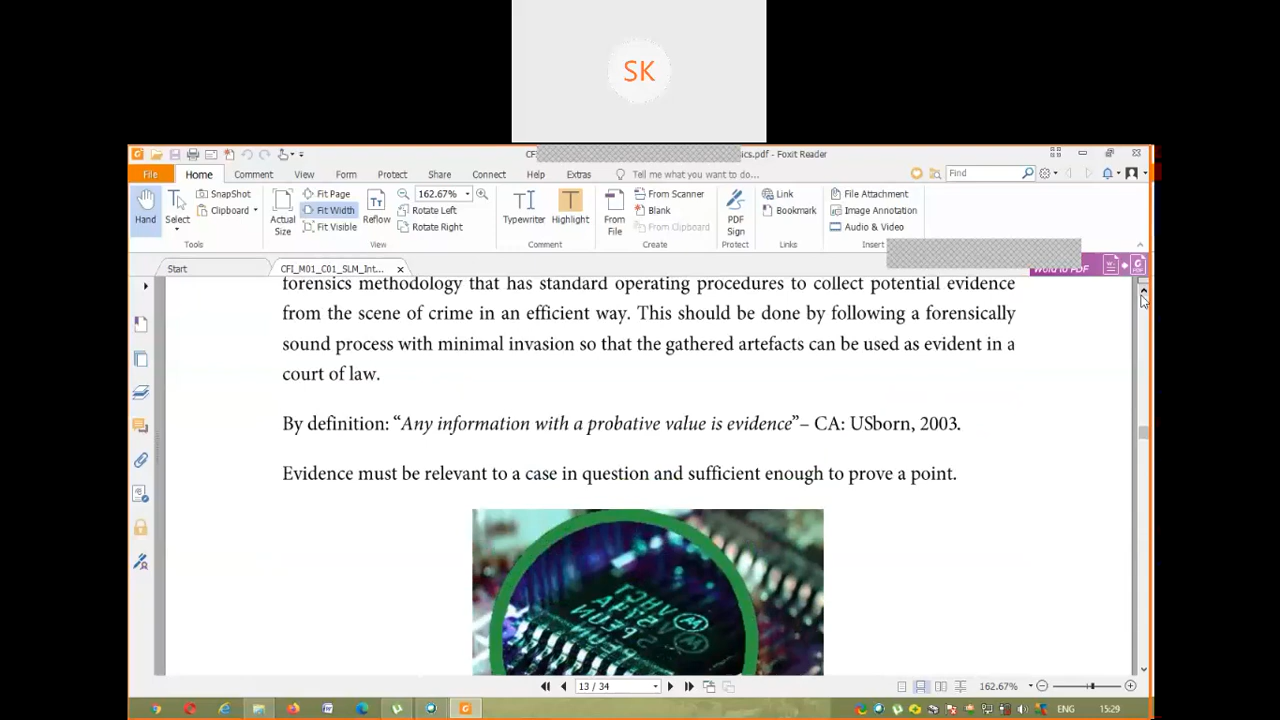 SK
CF
sics.pdf - Foxit Reader
File Home Comment View Form Protect Share Connect Help Extras Tell me what you want to do... Find
Hand
Select
SnapShot
Clipboard
Tools
Actual Size
Fit Page
Fit Width
Fit Visible
Reflow
162.67%
Rotate Left
Rotate Right
View
Typewriter
Highlight
Comment
From File
From Scanner
Blank
From Clipboard
Create
PDF Sign
Protect
Link
Bookmark
Links
File Attachment
Image Annotation
Audio & Video
Insert
Start
CFI_M01_C01_SLM_Int...
Word to PDF
forensics methodology that has standard operating procedures to collect potential evidence
from the scene of crime in an efficient way. This should be done by following a forensically
sound process with minimal invasion so that the gathered artefacts can be used as evident in a
court of law.
By definition: “Any information with a probative value is evidence”– CA: USborn, 2003.
Evidence must be relevant to a case in question and sufficient enough to prove a point.
13 / 34
162.67%
ENG
15:29